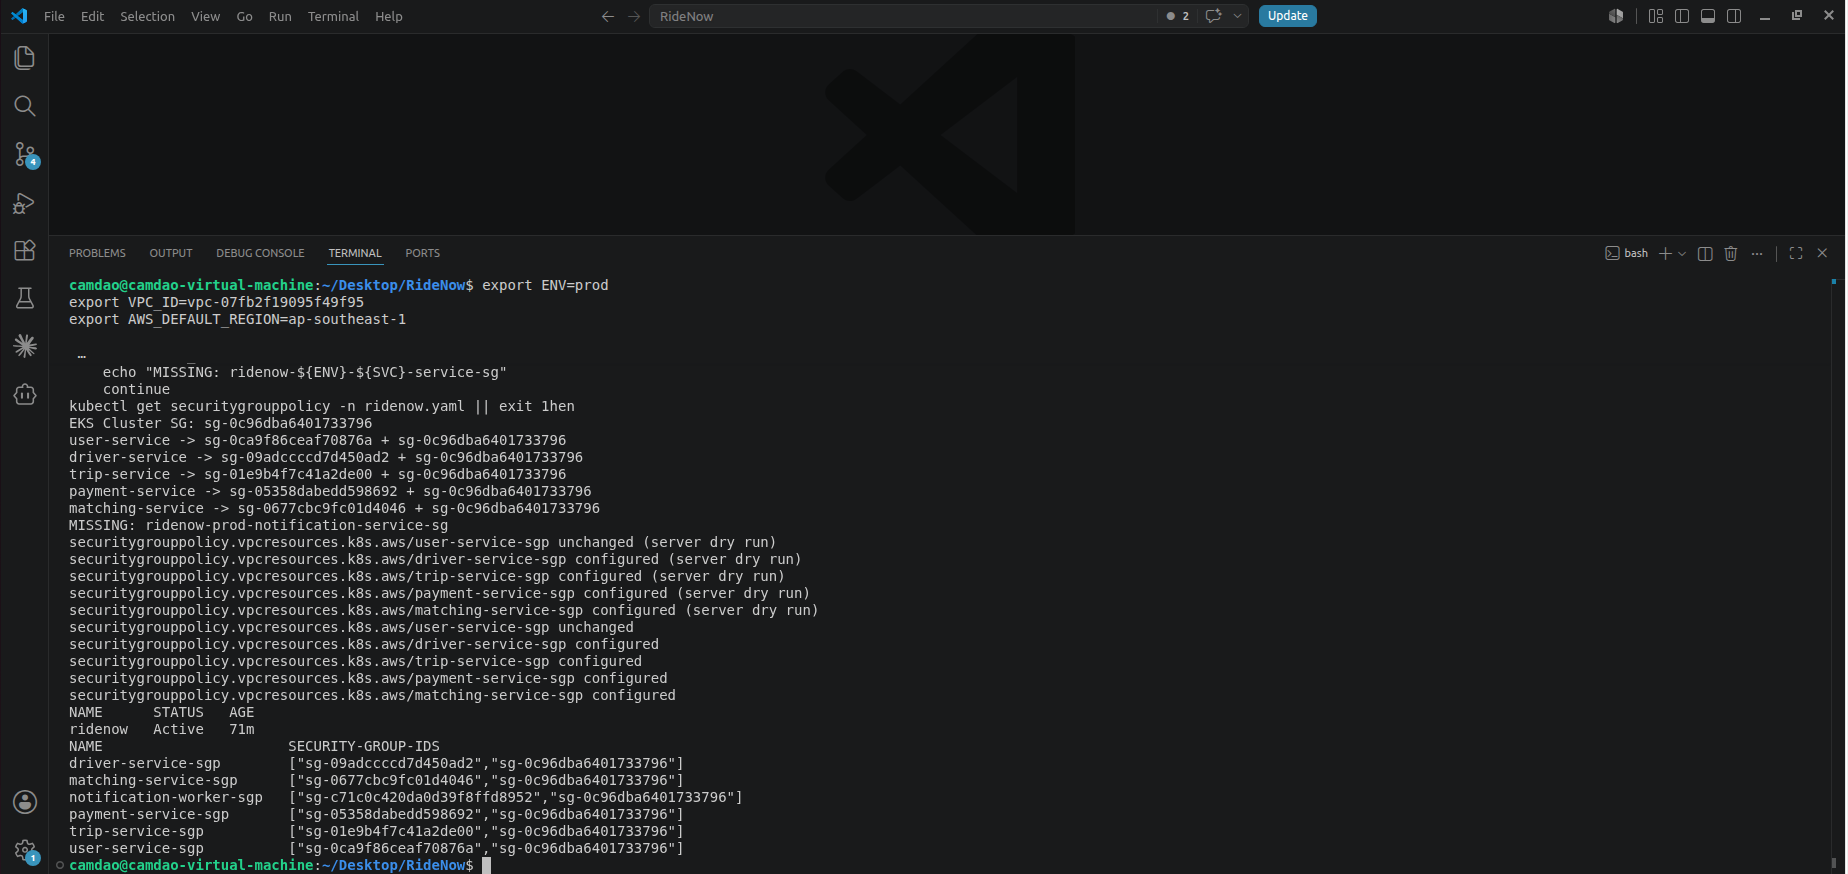 File Edit Selection View Go Run Terminal Help
RideNow
2
Update
4
PROBLEMS OUTPUT DEBUG CONSOLE TERMINAL PORTS
bash
camdao@camdao-virtual-machine:~/Desktop/RideNow$ export ENV=prod
export VPC_ID=vpc-07fb2f19095f49f95
export AWS_DEFAULT_REGION=ap-southeast-1
…            _
echo "MISSING: ridenow-${ENV}-${SVC}-service-sg"
continue
kubectl get securitygrouppolicy -n ridenow.yaml || exit 1hen
EKS Cluster SG: sg-0c96dba6401733796
user-service -> sg-0ca9f86ceaf70876a + sg-0c96dba6401733796
driver-service -> sg-09adccccd7d450ad2 + sg-0c96dba6401733796
trip-service -> sg-01e9b4f7c41a2de00 + sg-0c96dba6401733796
payment-service -> sg-05358dabedd598692 + sg-0c96dba6401733796
matching-service -> sg-0677cbc9fc01d4046 + sg-0c96dba6401733796
MISSING: ridenow-prod-notification-service-sg
securitygrouppolicy.vpcresources.k8s.aws/user-service-sgp unchanged (server dry run)
securitygrouppolicy.vpcresources.k8s.aws/driver-service-sgp configured (server dry run)
securitygrouppolicy.vpcresources.k8s.aws/trip-service-sgp configured (server dry run)
securitygrouppolicy.vpcresources.k8s.aws/payment-service-sgp configured (server dry run)
securitygrouppolicy.vpcresources.k8s.aws/matching-service-sgp configured (server dry run)
securitygrouppolicy.vpcresources.k8s.aws/user-service-sgp unchanged
securitygrouppolicy.vpcresources.k8s.aws/driver-service-sgp configured
securitygrouppolicy.vpcresources.k8s.aws/trip-service-sgp configured
securitygrouppolicy.vpcresources.k8s.aws/payment-service-sgp configured
securitygrouppolicy.vpcresources.k8s.aws/matching-service-sgp configured
NAME      STATUS   AGE
ridenow   Active   71m
NAME                      SECURITY-GROUP-IDS
driver-service-sgp        ["sg-09adccccd7d450ad2","sg-0c96dba6401733796"]
matching-service-sgp      ["sg-0677cbc9fc01d4046","sg-0c96dba6401733796"]
notification-worker-sgp   ["sg-c71c0c420da0d39f8ffd8952","sg-0c96dba6401733796"]
payment-service-sgp       ["sg-05358dabedd598692","sg-0c96dba6401733796"]
trip-service-sgp          ["sg-01e9b4f7c41a2de00","sg-0c96dba6401733796"]
user-service-sgp          ["sg-0ca9f86ceaf70876a","sg-0c96dba6401733796"]
camdao@camdao-virtual-machine:~/Desktop/RideNow$
1